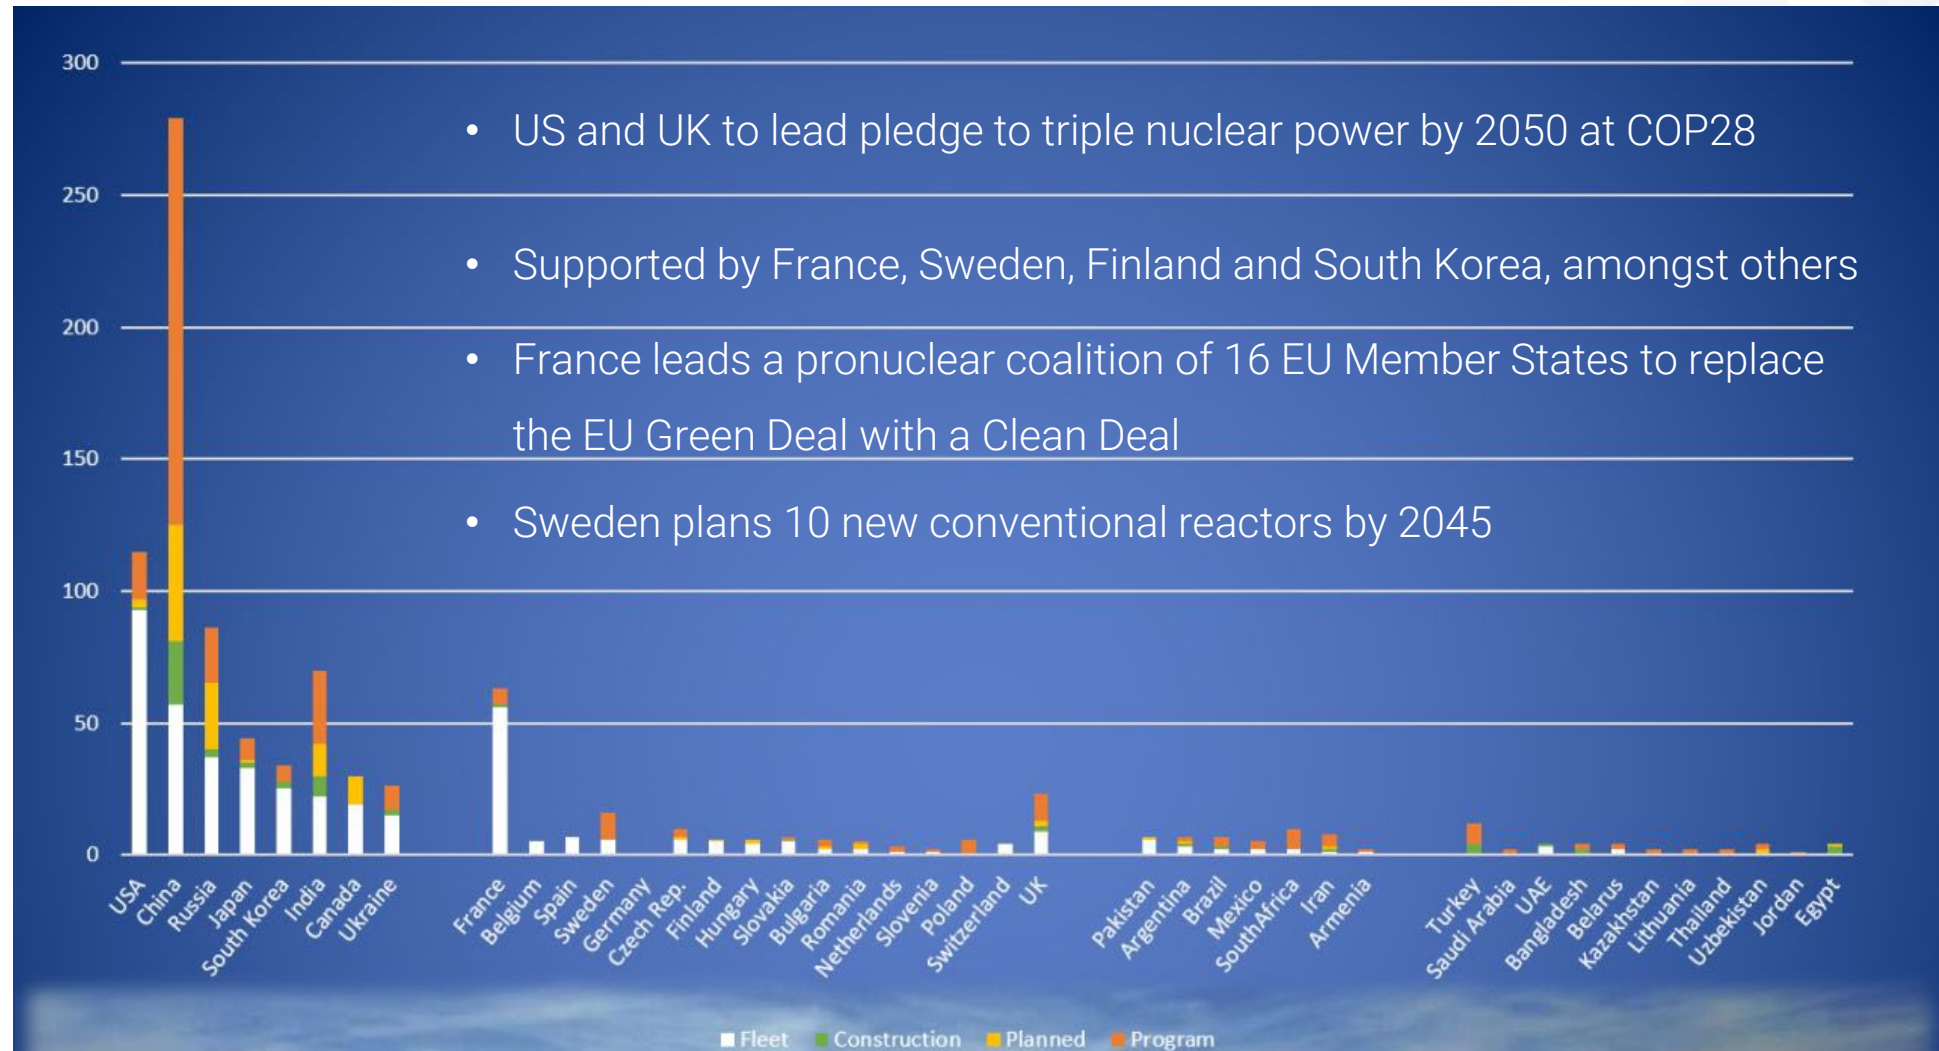 300
250
200
150
100
50
0
• US and UK to lead pledge to triple nuclear power by 2050 at COP28
• Supported by France, Sweden, Finland and South Korea, amongst others
• France leads a pronuclear coalition of 16 EU Member States to replace
the EU Green Deal with a Clean Deal
• Sweden plans 10 new conventional reactors by 2045
USA
China
Russia
Japan
South Korea
India
Canada
Ukraine
France
Belgium
Spain
Sweden
Germany
Czech Rep.
Finland
Hungary
Slovakia
Bulgaria
Romania
Netherlands
Slovenia
Poland
Switzerland
UK
Pakistan
Argentina
Brazil
Mexico
SouthAfrica
Iran
Armenia
Turkey
Saudi Arabia
UAE
Bangladesh
Belarus
Kazakhstan
Lithuania
Thailand
Uzbekistan
Jordan
Egypt
Fleet Construction Planned Program